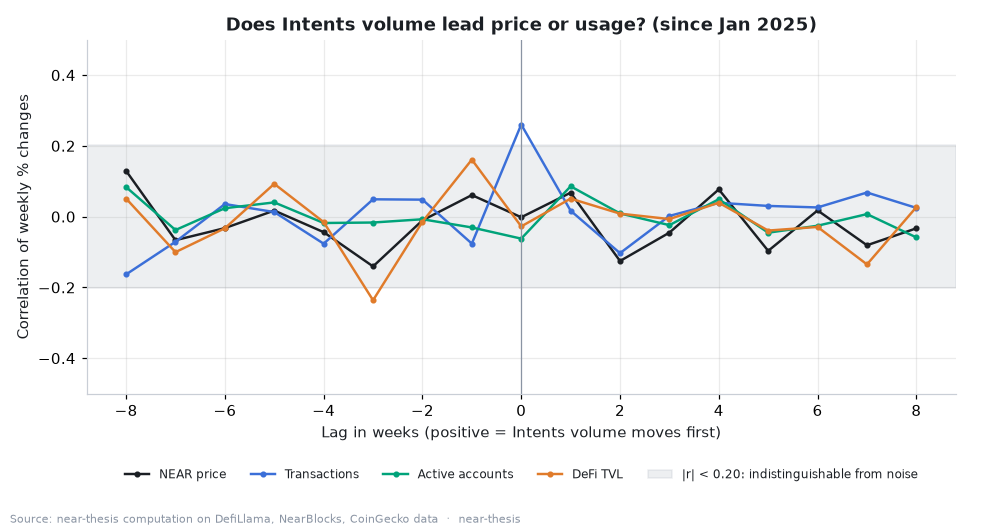 Does Intents volume lead price or usage? (since Jan 2025)
Correlation of weekly % changes
0.4
0.2
0.0
−0.2
−0.4
−8
−6
−4
−2
0
2
4
6
8
Lag in weeks (positive = Intents volume moves first)
NEAR price
Transactions
Active accounts
DeFi TVL
|r| < 0.20: indistinguishable from noise
Source: near-thesis computation on DefiLlama, NearBlocks, CoinGecko data · near-thesis